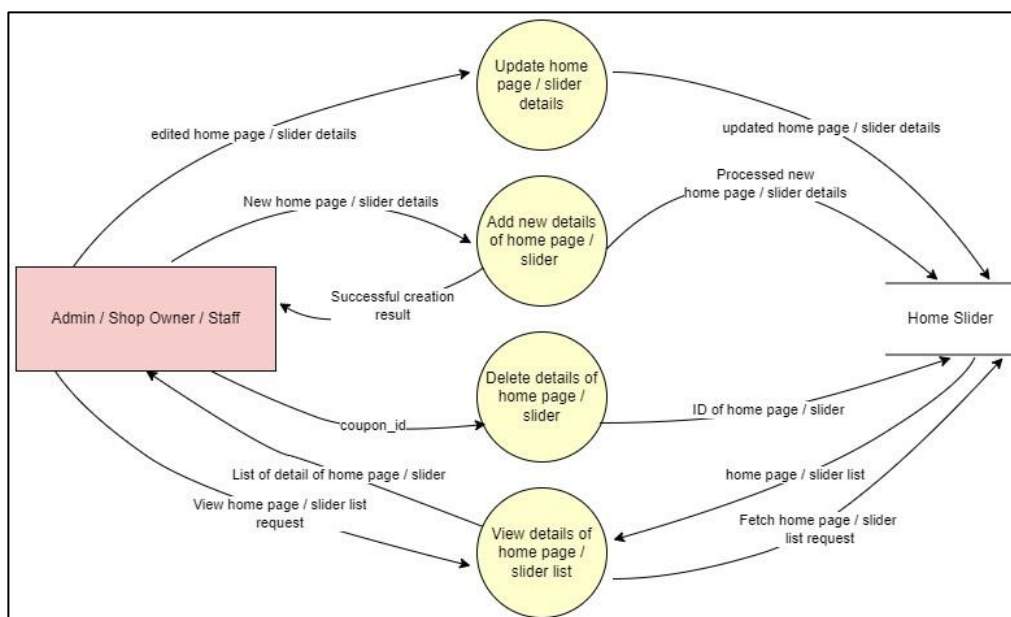 Update home
page / slider
details
edited home page / slider details
updated home page / slider details
Processed new
home page / slider details
New home page / slider details
Add new details
of home page /
slider
Successful creation
result
Admin / Shop Owner / Staff
Home Slider
Delete details of
home page /
slider
coupon_id
ID of home page / slider
List of detail of home page / slider
home page / slider list
View home page / slider list
request
View details of
home page /
slider list
Fetch home page / slider
list request